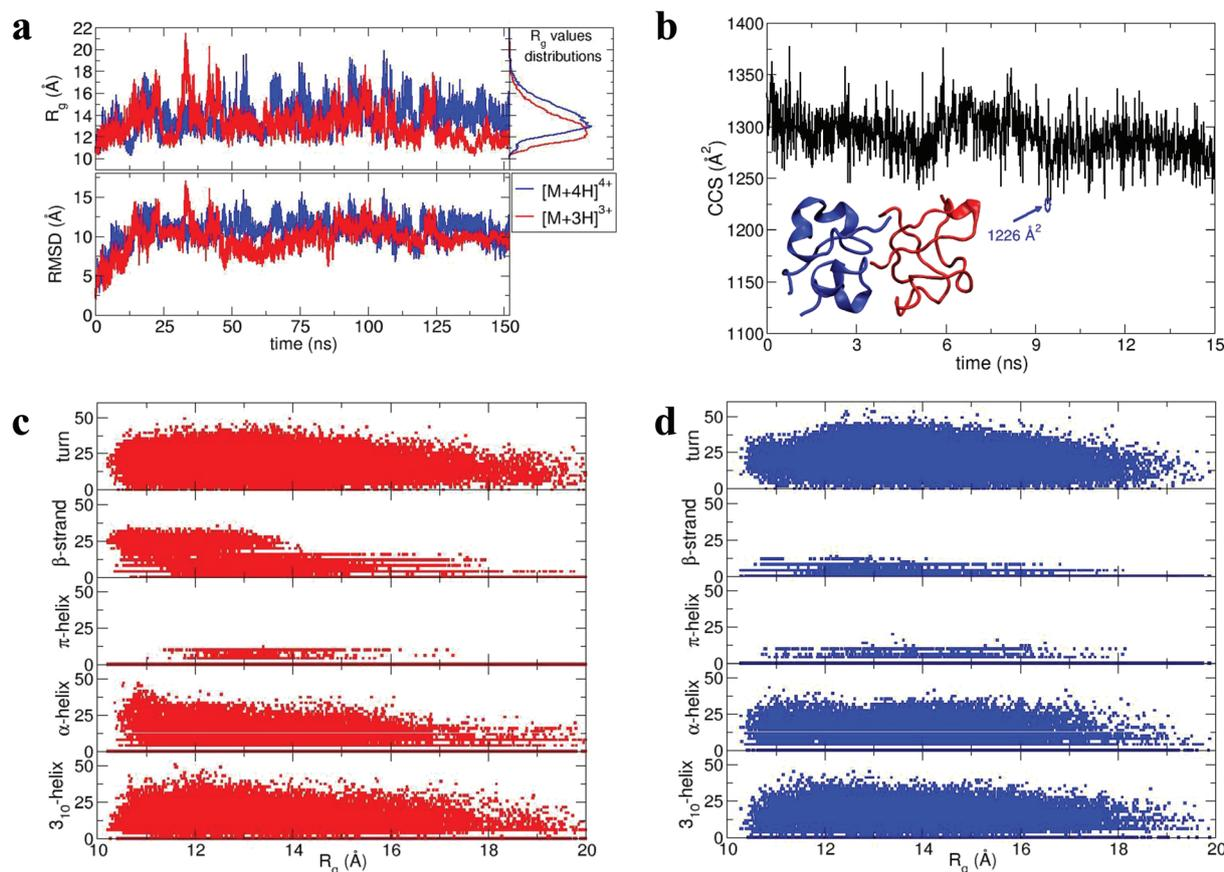 a
R_g values
distributions
22
20
18
16
14
12
10
R_g (Å)
15
10
5
0
RMSD (Å)
[M+4H]^4+
[M+3H]^3+
0 25 50 75 100 125 150
time (ns)
b
1400
1350
1300
1250
1200
1150
1100
CCS (Å²)
1226 Å²
0 3 6 9 12 15
time (ns)
c
50
25
0
turn
50
25
0
β-strand
50
25
0
π-helix
50
25
0
α-helix
50
25
0
3₁₀-helix
10 12 14 16 18 20
R_g (Å)
d
50
25
0
turn
50
25
0
β-strand
50
25
0
π-helix
50
25
0
α-helix
50
25
0
3₁₀-helix
10 12 14 16 18 20
R_g (Å)